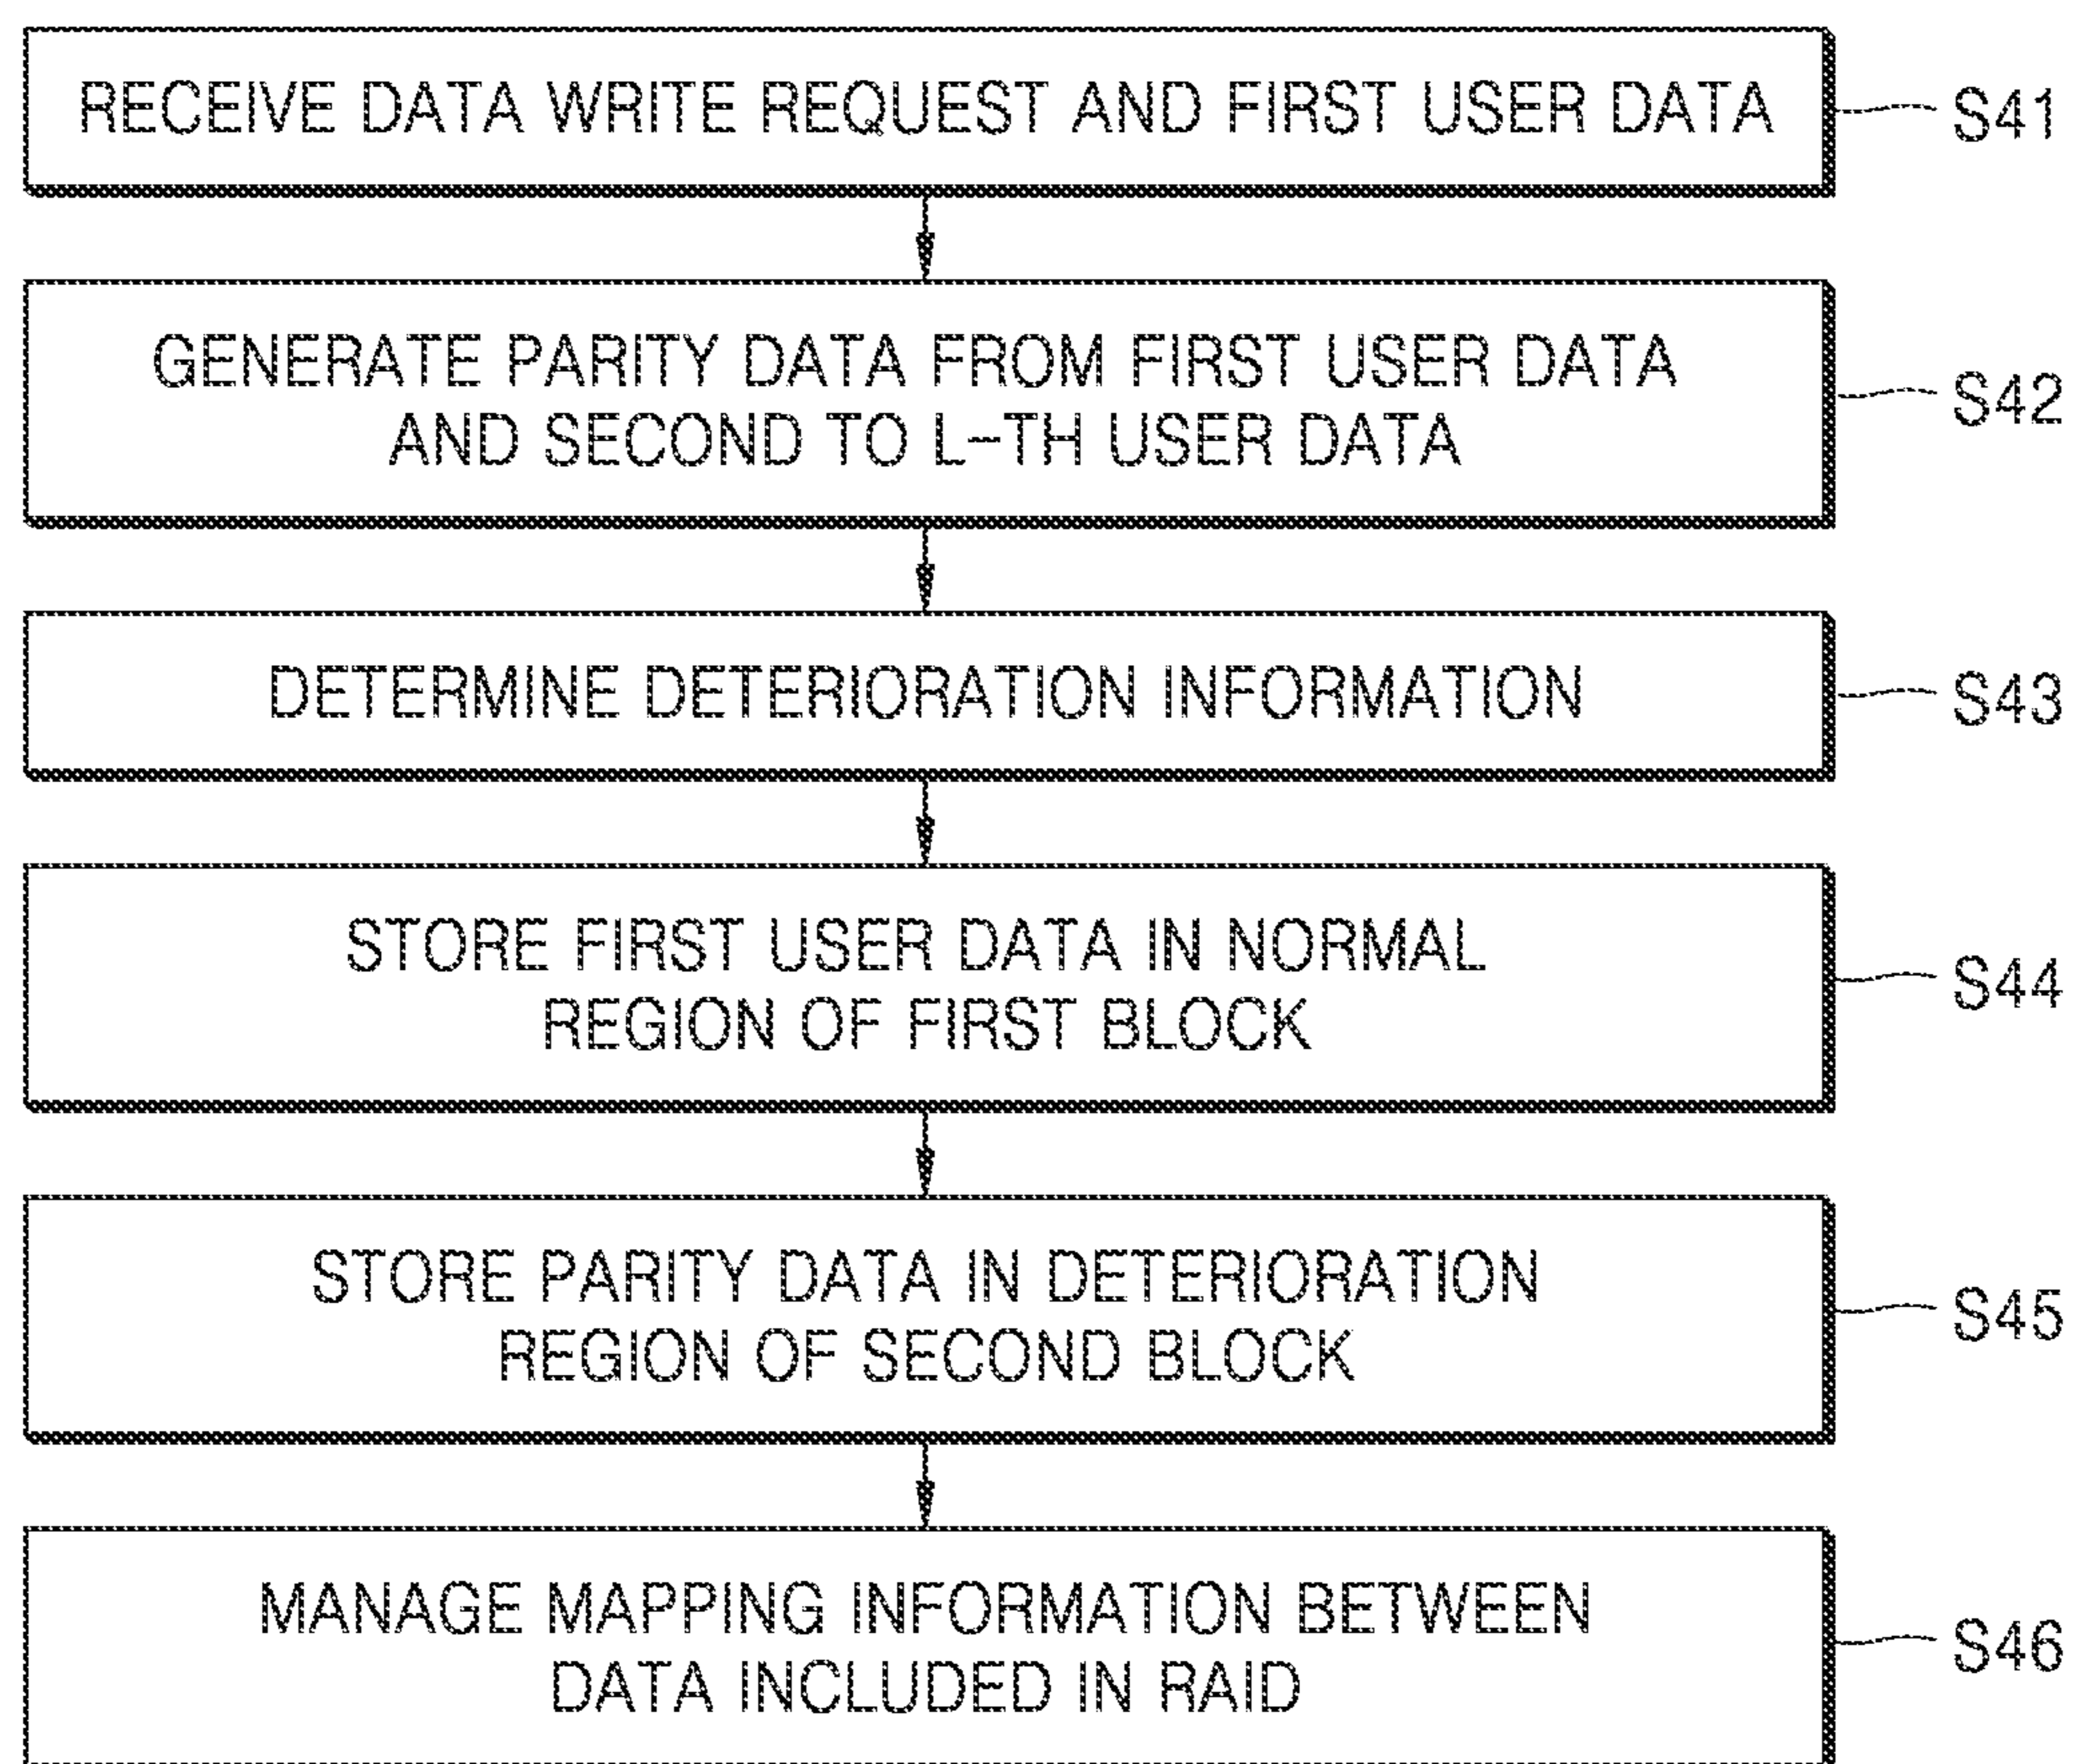 RECEIVE DATA WRITE REQUEST AND FIRST USER DATA
S41
GENERATE PARITY DATA FROM FIRST USER DATA
AND SECOND TO L-TH USER DATA
S42
DETERMINE DETERIORATION INFORMATION
S43
STORE FIRST USER DATA IN NORMAL
REGION OF FIRST BLOCK
S44
STORE PARITY DATA IN DETERIORATION
REGION OF SECOND BLOCK
S45
MANAGE MAPPING INFORMATION BETWEEN
DATA INCLUDED IN RAID
S46